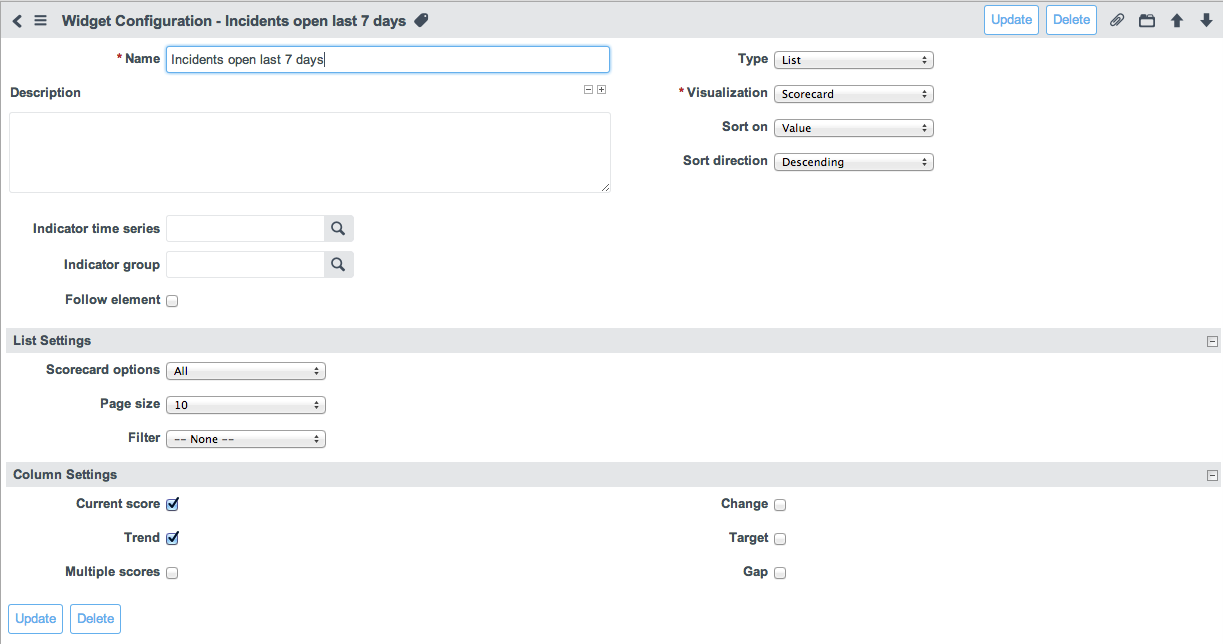 Widget Configuration - Incidents open last 7 days
Update Delete
* Name Incidents open last 7 days
Type List
Description
* Visualization Scorecard
Sort on Value
Sort direction Descending
Indicator time series
Indicator group
Follow element
List Settings
Scorecard options All
Page size 10
Filter -- None --
Column Settings
Current score Change
Trend Target
Multiple scores Gap
Update Delete